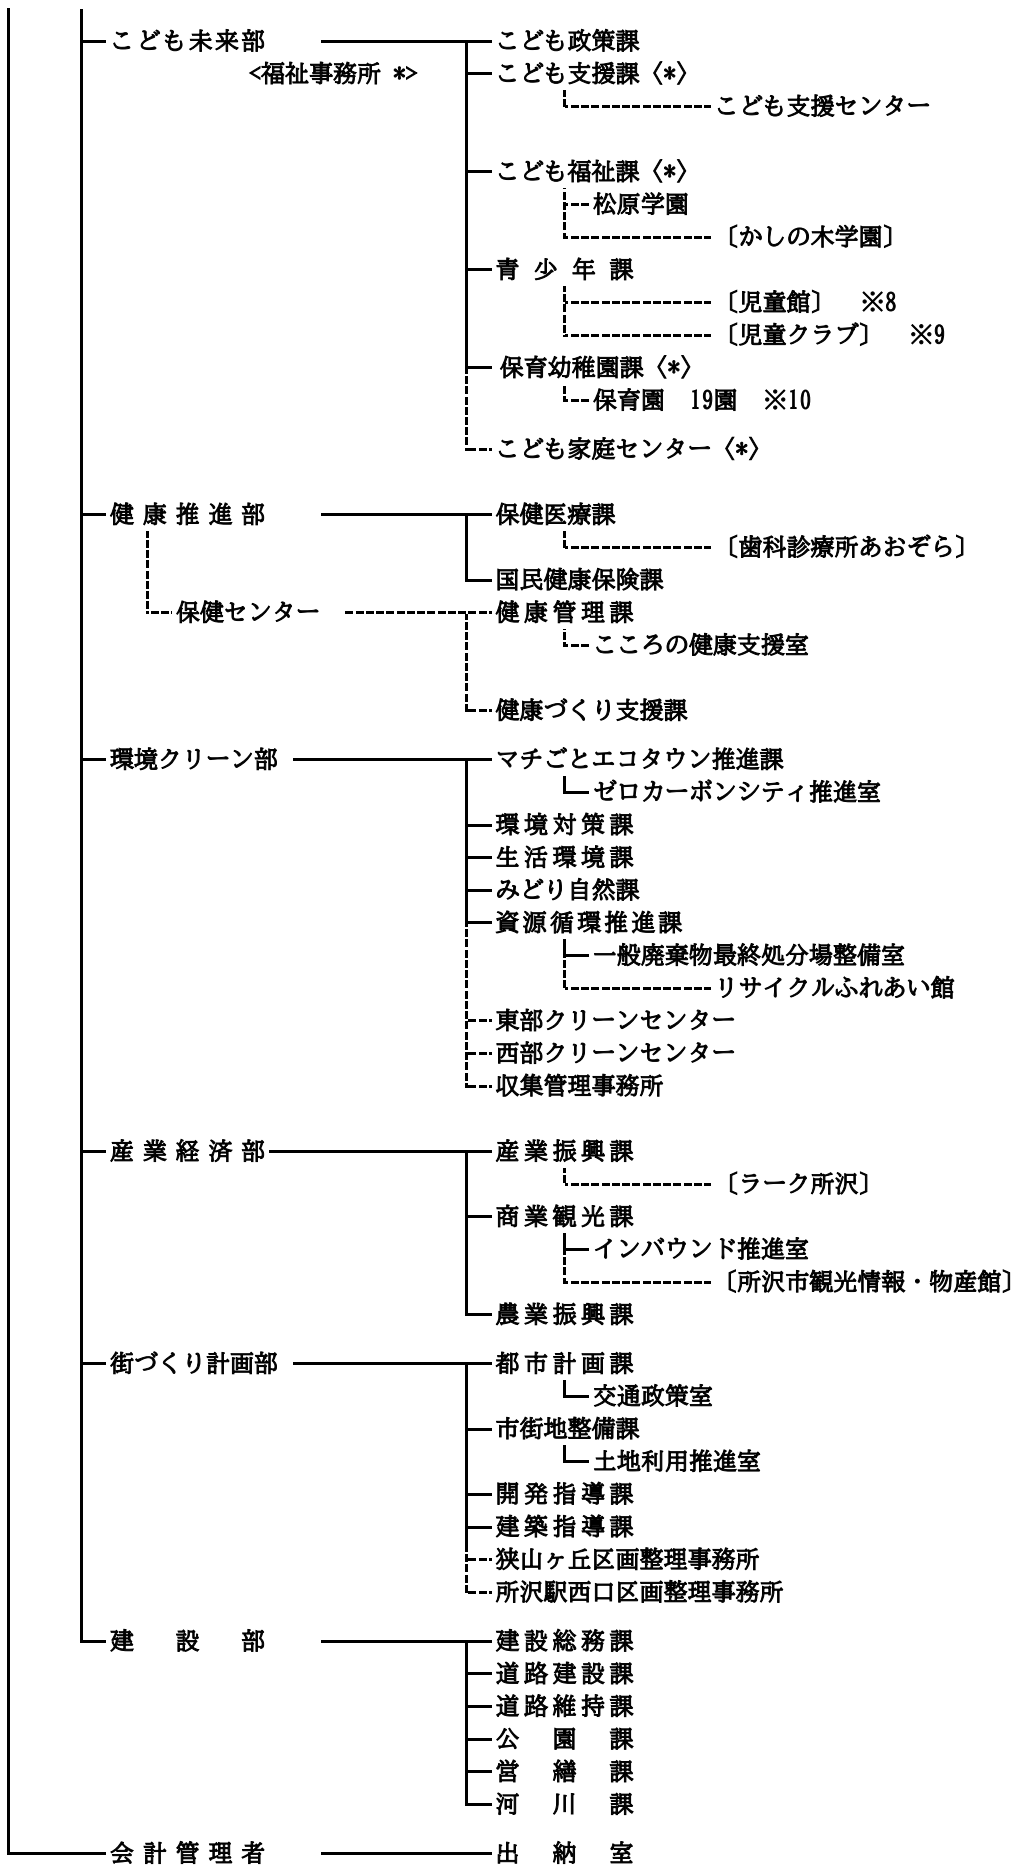 こども未来部 こども政策課
<福祉事務所 *> こども支援課〈*〉
こども支援センター
こども福祉課〈*〉
松原学園
〔かしの木学園〕
青少年課
〔児童館〕 ※8
〔児童クラブ〕 ※9
保育幼稚園課〈*〉
保育園 19園 ※10
こども家庭センター〈*〉
健康推進部 保健医療課
〔歯科診療所あおぞら〕
国民健康保険課
保健センター 健康管理課
こころの健康支援室
健康づくり支援課
環境クリーン部 マチごとエコタウン推進課
ゼロカーボンシティ推進室
環境対策課
生活環境課
みどり自然課
資源循環推進課
一般廃棄物最終処分場整備室
リサイクルふれあい館
東部クリーンセンター
西部クリーンセンター
収集管理事務所
産業経済部 産業振興課
〔ラーク所沢〕
商業観光課
インバウンド推進室
〔所沢市観光情報・物産館〕
農業振興課
街づくり計画部 都市計画課
交通政策室
市街地整備課
土地利用推進室
開発指導課
建築指導課
狭山ヶ丘区画整理事務所
所沢駅西口区画整理事務所
建設部 建設総務課
道路建設課
道路維持課
公園課
営繕課
河川課
会計管理者 出納室